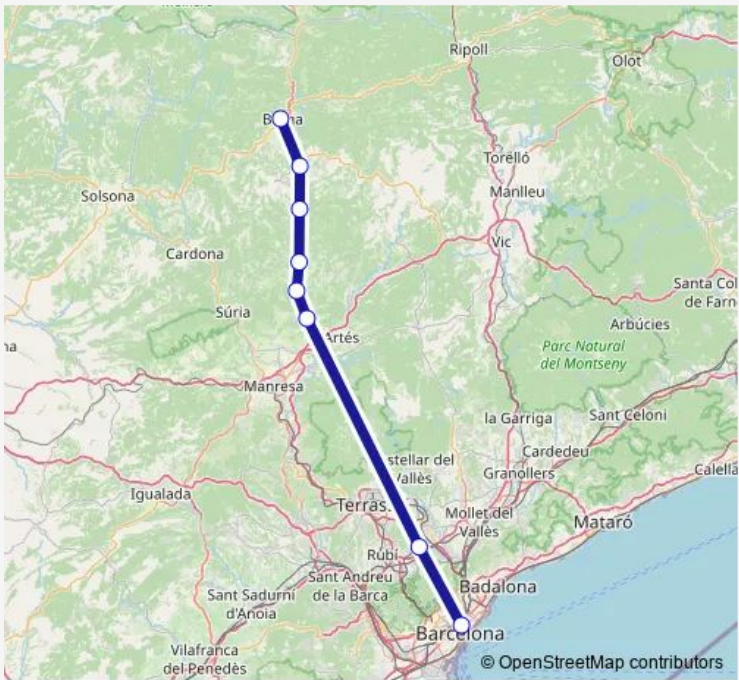 Ripoll
Olot
Torelló
Manlleu
Solsona
Vic
Cardona
Santa Col
de Farn
Súria
Arbúcies
na
Artés
Parc Natural
del Montseny
Manresa
la Garriga
Sant Celoni
Cardedeu
stellar del
Vallès
Granollers
Calella
Igualada
Terras
Mollet del
Vallès
Mataró
Rubí
Sant Andreu
de la Barca
Badalona
Sant Sadurní
d'Anoia
Barcelona
Vilafranca
del Penedès
© OpenStreetMap contributors